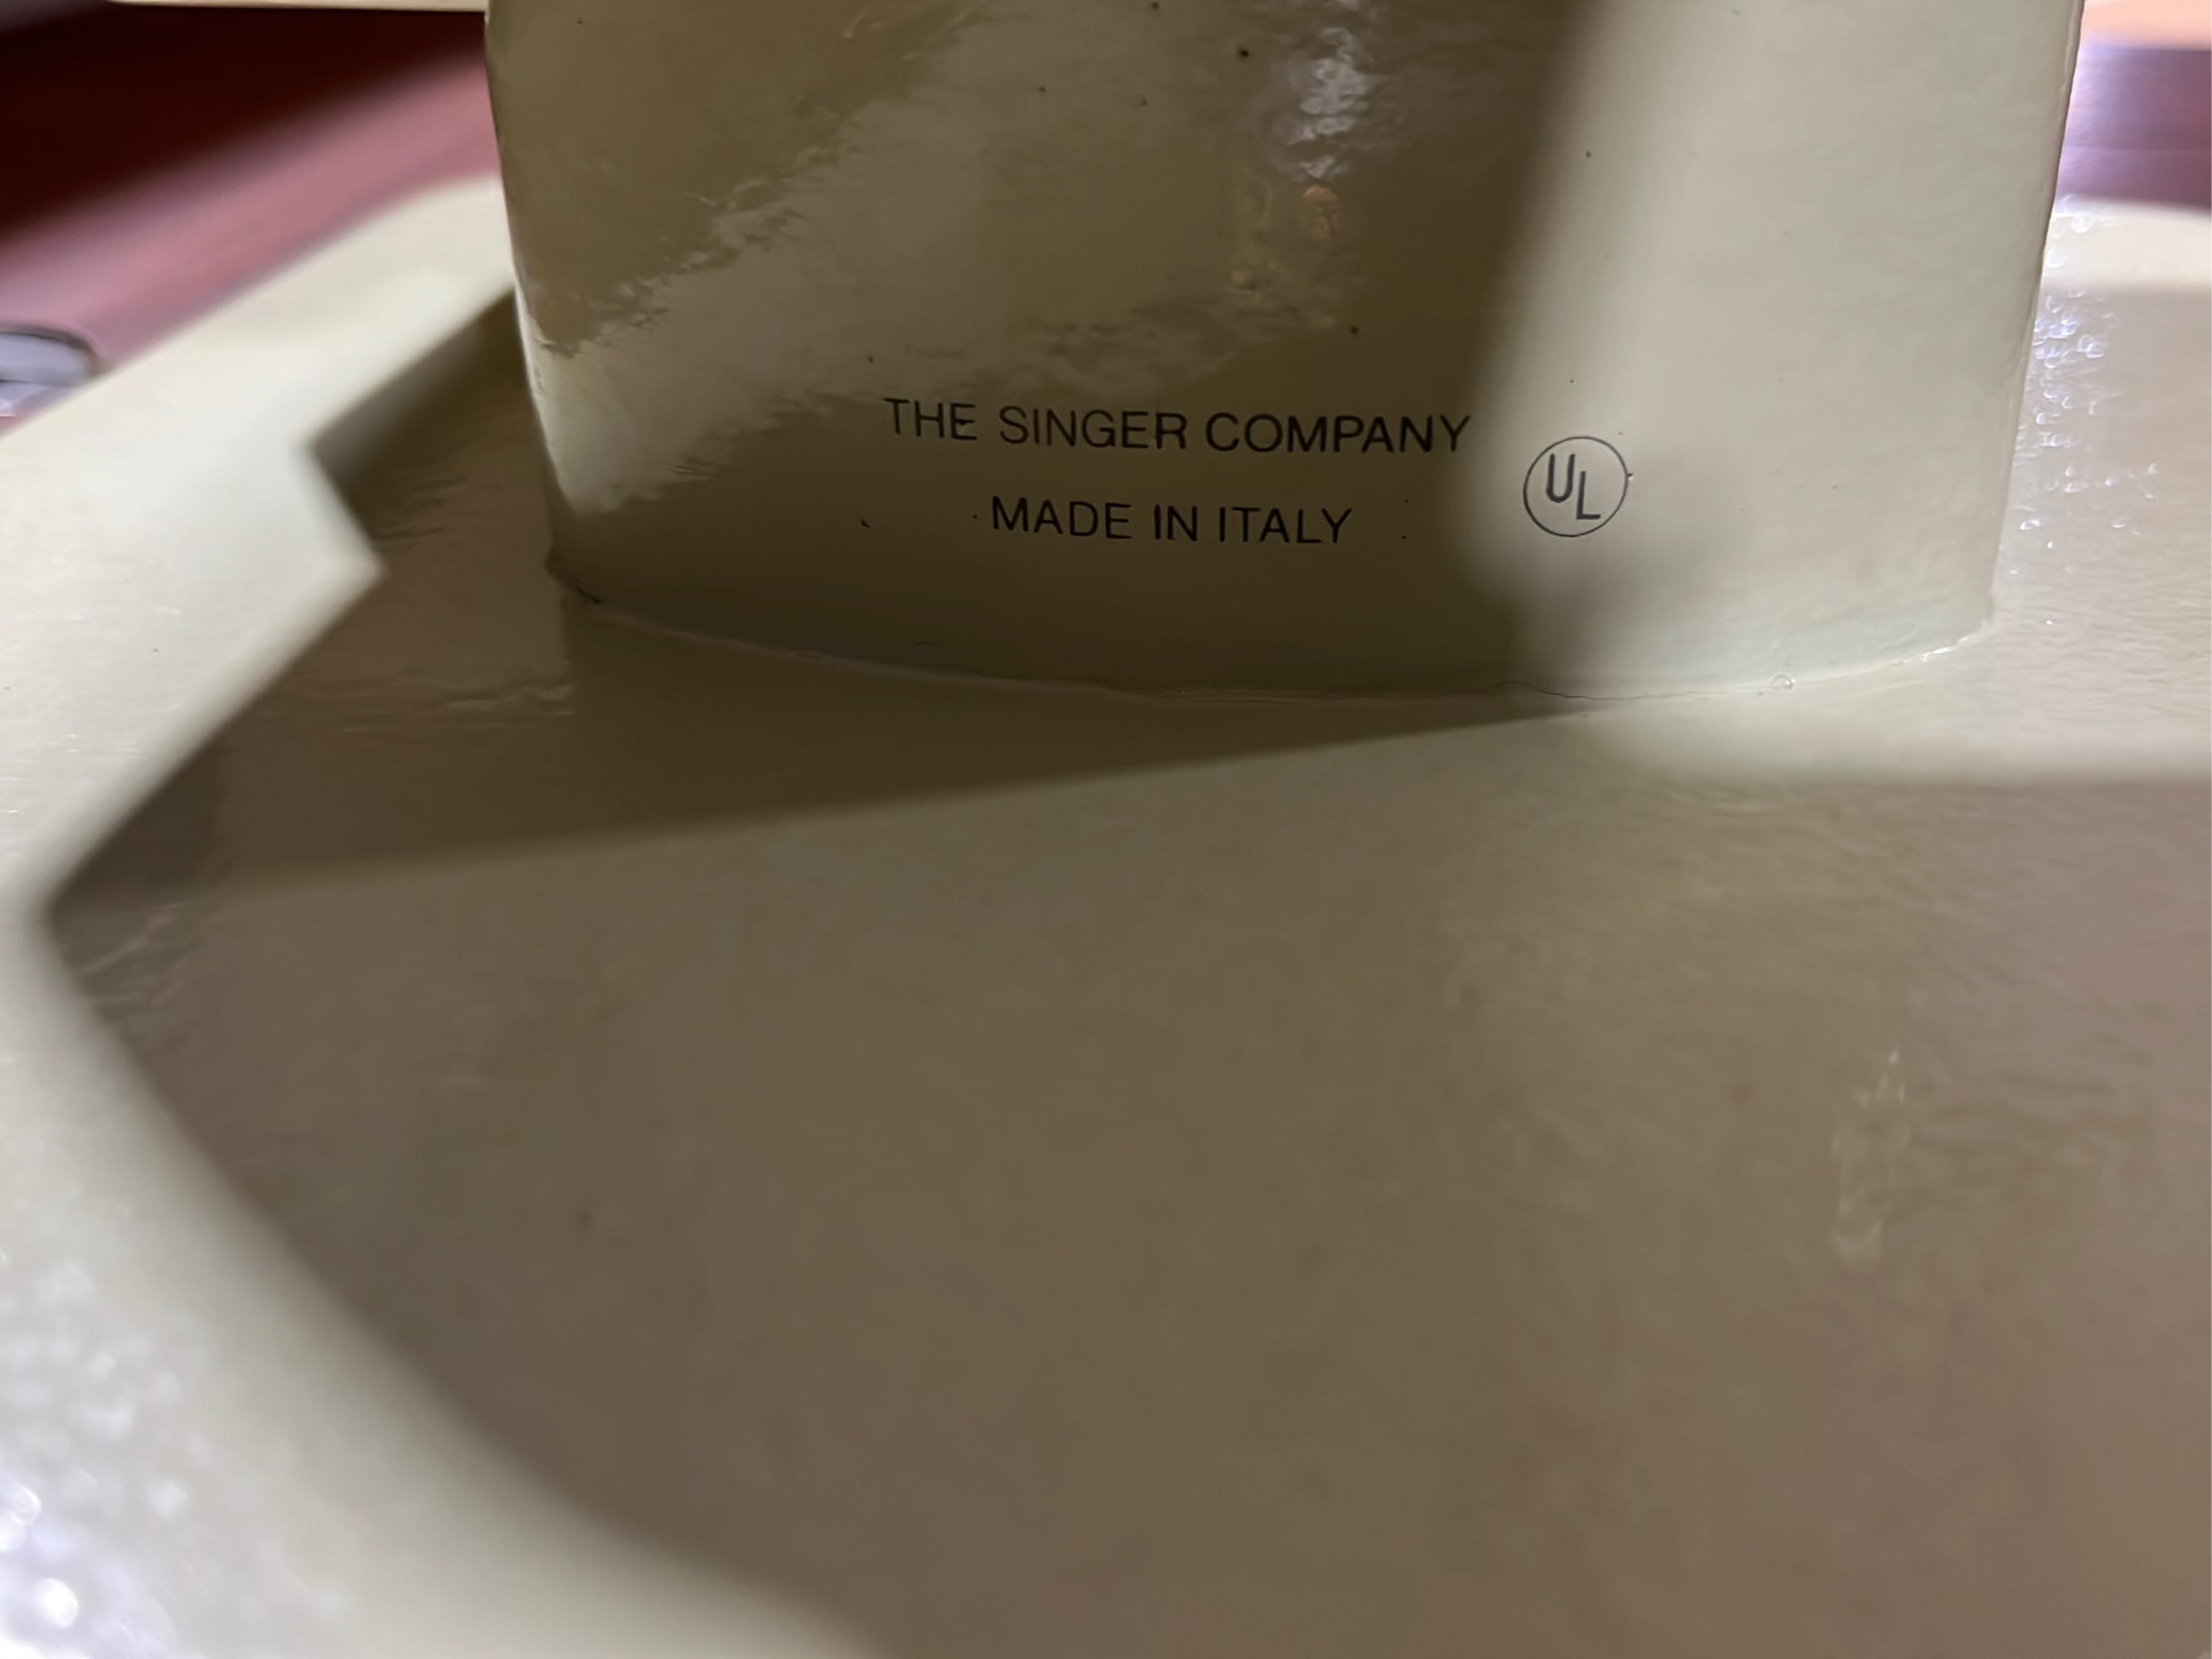 THE SINGER COMPANY
MADE IN ITALY
UL